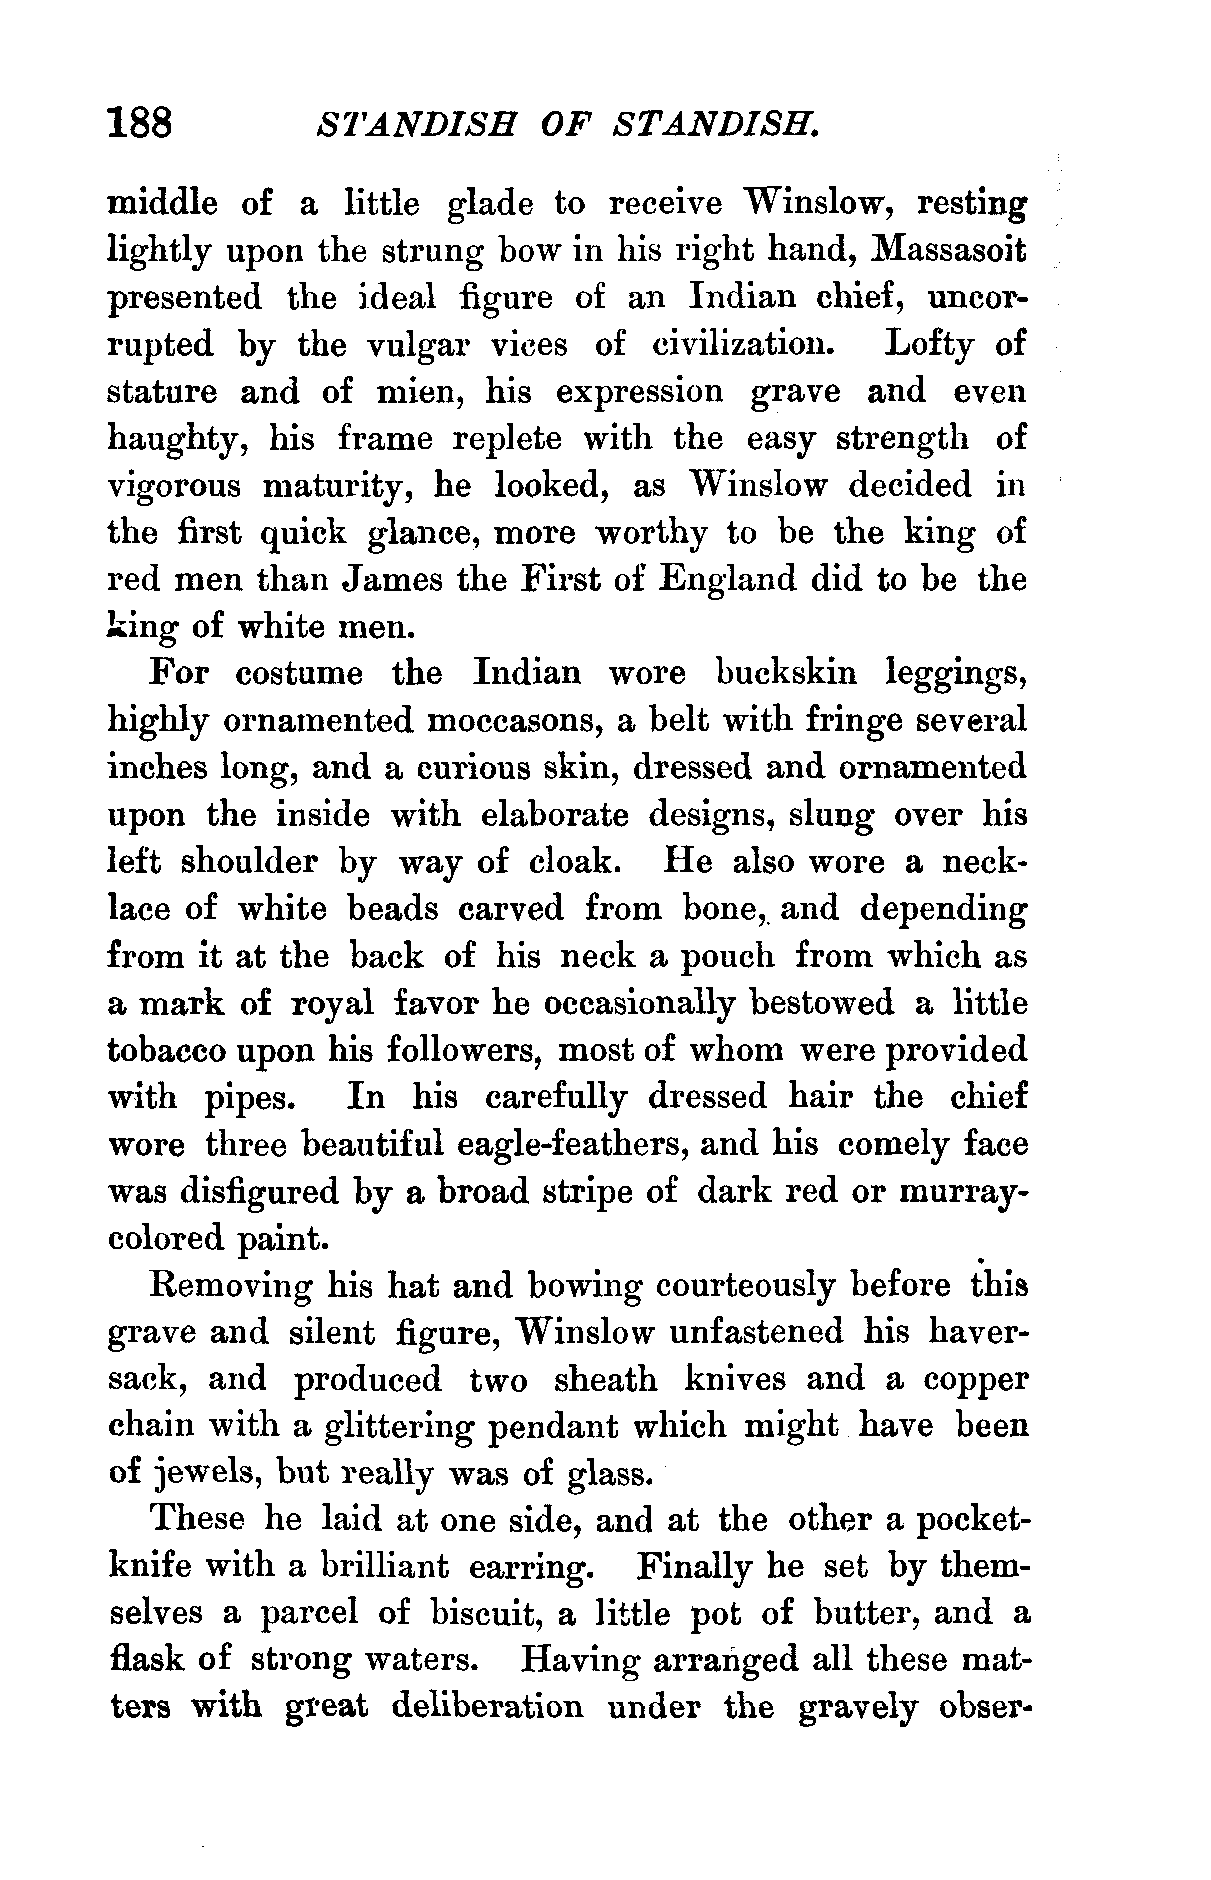 188 STANDISH OF STANDISH.
middle of a little glade to receive Winslow, resting
lightly upon the strung bow in his right hand, Massasoit
presented the ideal figure of an Indian chief, uncor-
rupted by the vulgar vices of civilization. Lofty of
stature and of mien, his expression grave and even
haughty, his frame replete with the easy strength of
vigorous maturity, he looked, as Winslow decided in
the first quick glance, more worthy to be the king of
red men than James the First of England did to be the
king of white men.
For costume the Indian wore buckskin leggings,
highly ornamented moccasons, a belt with fringe several
inches long, and a curious skin, dressed and ornamented
upon the inside with elaborate designs, slung over his
left shoulder by way of cloak. He also wore a neck-
lace of white beads carved from bone, and depending
from it at the back of his neck a pouch from which as
a mark of royal favor he occasionally bestowed a little
tobacco upon his followers, most of whom were provided
with pipes. In his carefully dressed hair the chief
wore three beautiful eagle-feathers, and his comely face
was disfigured by a broad stripe of dark red or murray-
colored paint.
Removing his hat and bowing courteously before this
grave and silent figure, Winslow unfastened his haver-
sack, and produced two sheath knives and a copper
chain with a glittering pendant which might have been
of jewels, but really was of glass.
These he laid at one side, and at the other a pocket-
knife with a brilliant earring. Finally he set by them-
selves a parcel of biscuit, a little pot of butter, and a
flask of strong waters. Having arranged all these mat-
ters with great deliberation under the gravely obser-